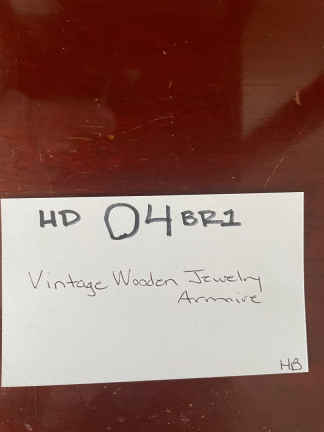 HD 04 BR1
Vintage Wooden Jewelry
Armoire
HB